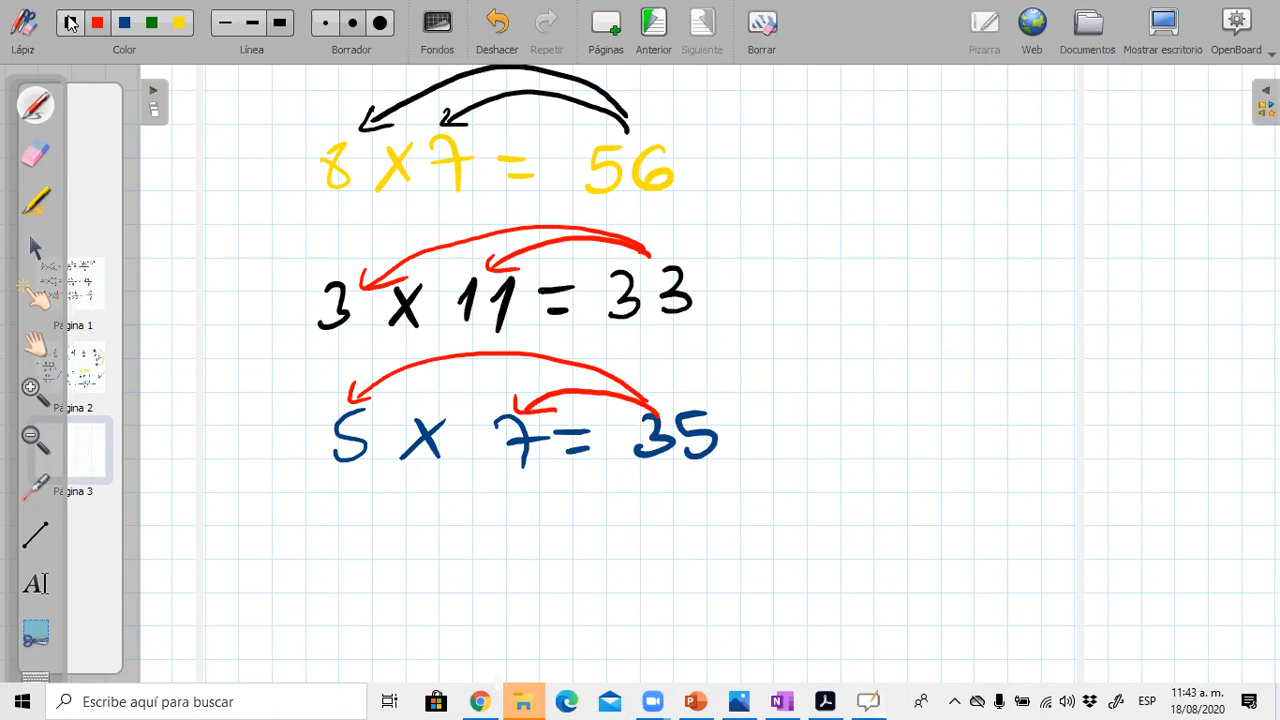 Lápiz Color Línea Borrador Fondos Deshacer Repetir Páginas Anterior Siguiente Borrar Pizarra Web Documentos Mostrar escritorio OpenBoard
8 x 7 = 56
3 x 11 = 33
5 x 7 = 35
Página 1
Página 2
Página 3
AI
Escribe aquí para buscar
ESP
11:43 a. m.
18/08/2020